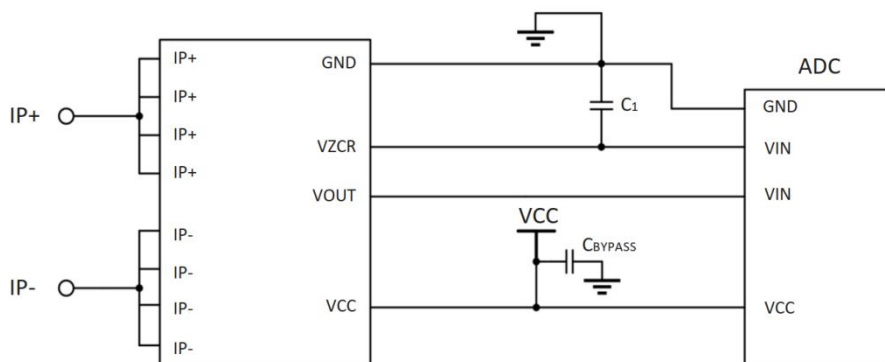 ADC
IP+
IP+
IP+
IP+
IP+
GND
VZCR
VOUT
C1
GND
VIN
VIN
IP-
IP-
IP-
IP-
IP-
VCC
VCC
CBYPASS
VCC